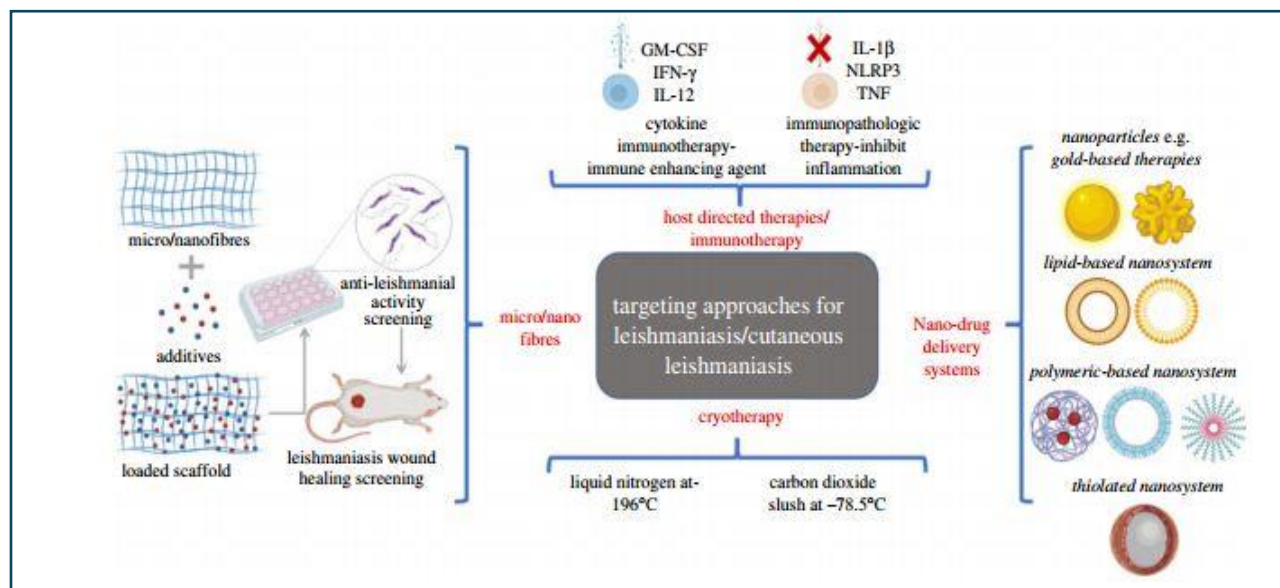 GM-CSF
IFN-γ
IL-12
cytokine
immunotherapy-
immune enhancing agent
IL-1β
NLRP3
TNF
immunopathologic
therapy-inhibit
inflammation
host directed therapies/
immunotherapy
micro/nanofibres
additives
loaded scaffold
anti-leishmanial
activity
screening
leishmaniasis wound
healing screening
micro/nano
fibres
targeting approaches for
leishmaniasis/cutaneous
leishmaniasis
Nano-drug
delivery
systems
nanoparticles e.g.
gold-based therapies
lipid-based nanosystem
polymeric-based nanosystem
thiolated nanosystem
cryotherapy
liquid nitrogen at-
196°C
carbon dioxide
slush at –78.5°C